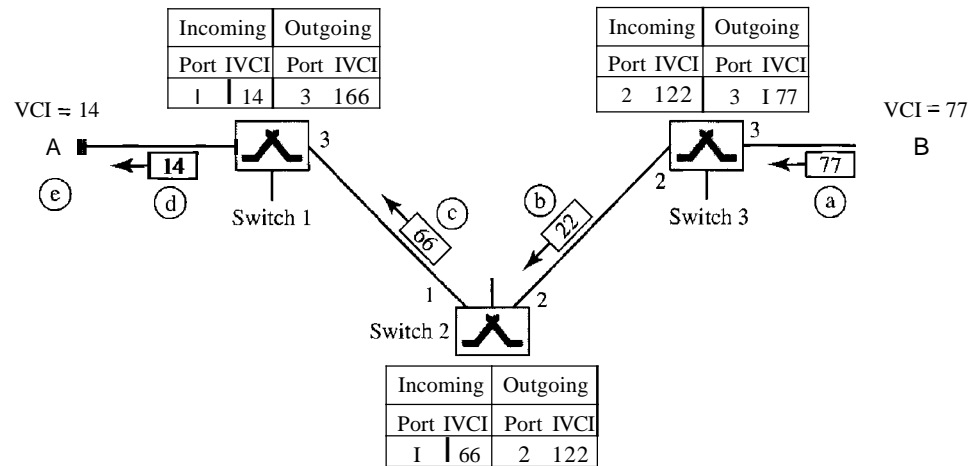 Incoming Outgoing
Port IVCI Port IVCI
I 14 3 166
Incoming Outgoing
Port IVCI Port IVCI
2 122 3 I 77
VCI = 14
VCI = 77
A
3
3
B
14
2
77
e
d
Switch 1
c
b
Switch 3
a
66
22
1
2
Switch 2
Incoming Outgoing
Port IVCI Port IVCI
I 66 2 122